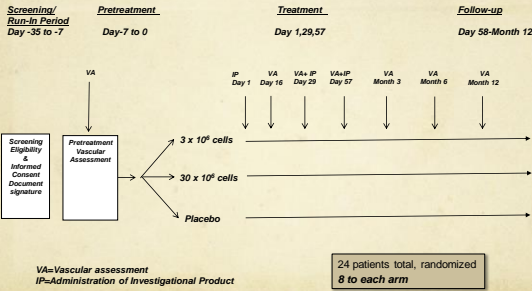 Screening/
Run-In Period
Day -35 to -7
Pretreatment
Day-7 to 0
Treatment
Day 1,29,57
Follow-up
Day 58-Month 12
VA
IP
Day 1
VA
Day 16
VA+ IP
Day 29
VA+IP
Day 57
VA
Month 3
VA
Month 6
VA
Month 12
Screening
Eligibility
&
Informed
Consent
Document
signature
Pretreatment
Vascular
Assessment
3 x 10⁶ cells
30 x 10⁶ cells
Placebo
VA=Vascular assessment
IP=Administration of Investigational Product
24 patients total, randomized
8 to each arm